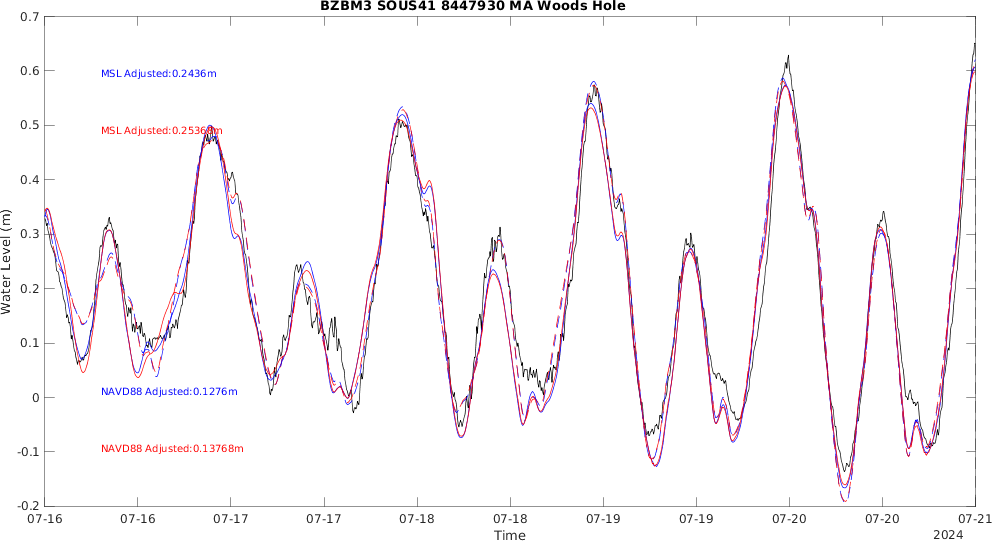 BZBM3 SOUS41 8447930 MA Woods Hole
0.7
0.6
0.5
0.4
0.3
0.2
0.1
0
-0.1
-0.2
Water Level (m)
MSL Adjusted:0.2436m
MSL Adjusted:0.25368m
NAVD88 Adjusted:0.1276m
NAVD88 Adjusted:0.13768m
07-16 07-16 07-17 07-17 07-18 07-18 07-19 07-19 07-20 07-20 07-21
Time
2024